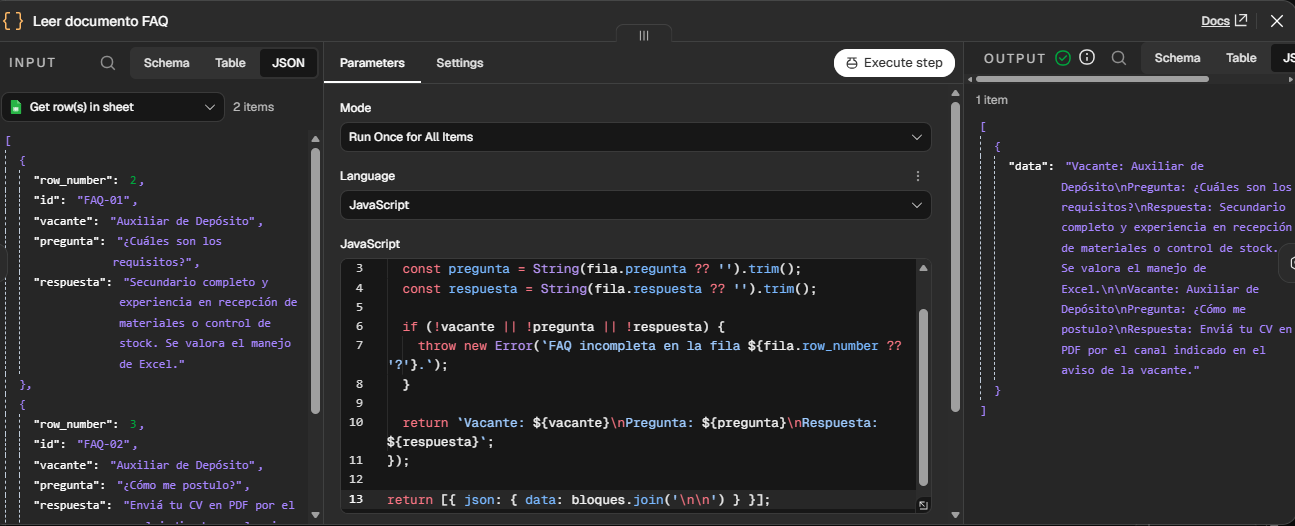 { } Leer documento FAQ
Docs
INPUT
Schema
Table
JSON
Get row(s) in sheet
2 items
[
{
"row_number": 2,
"id": "FAQ-01",
"vacante": "Auxiliar de Depósito",
"pregunta": "¿Cuáles son los
requisitos?",
"respuesta": "Secundario completo y
experiencia en recepción de
materiales o control de
stock. Se valora el manejo
de Excel."
},
{
"row_number": 3,
"id": "FAQ-02",
"vacante": "Auxiliar de Depósito",
"pregunta": "¿Cómo me postulo?",
"respuesta": "Enviá tu CV en PDF por el
Parameters
Settings
Execute step
Mode
Run Once for All Items
Language
JavaScript
JavaScript
3 const pregunta = String(fila.pregunta ?? '').trim();
4 const respuesta = String(fila.respuesta ?? '').trim();
5
6 if (!vacante || !pregunta || !respuesta) {
7 throw new Error(`FAQ incompleta en la fila ${fila.row_number ??
'?'}.`);
8 }
9
10 return `Vacante: ${vacante}\nPregunta: ${pregunta}\nRespuesta:
${respuesta}`;
11 });
12
13 return [{ json: { data: bloques.join('\n\n') } }];
OUTPUT
Schema
Table
JS
1 item
[
{
"data": "Vacante: Auxiliar de
Depósito\nPregunta: ¿Cuáles son los
requisitos?\nRespuesta: Secundario
completo y experiencia en recepción
de materiales o control de stock.
Se valora el manejo de
Excel.\n\nVacante: Auxiliar de
Depósito\nPregunta: ¿Cómo me
postulo?\nRespuesta: Enviá tu CV en
PDF por el canal indicado en el
aviso de la vacante."
}
]